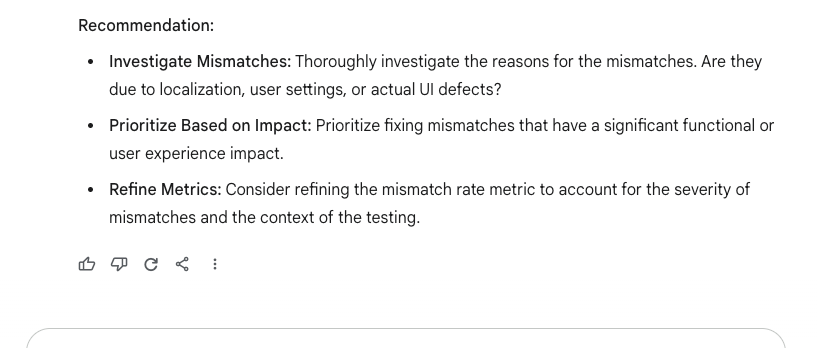 Recommendation:
• Investigate Mismatches: Thoroughly investigate the reasons for the mismatches. Are they
due to localization, user settings, or actual UI defects?
• Prioritize Based on Impact: Prioritize fixing mismatches that have a significant functional or
user experience impact.
• Refine Metrics: Consider refining the mismatch rate metric to account for the severity of
mismatches and the context of the testing.